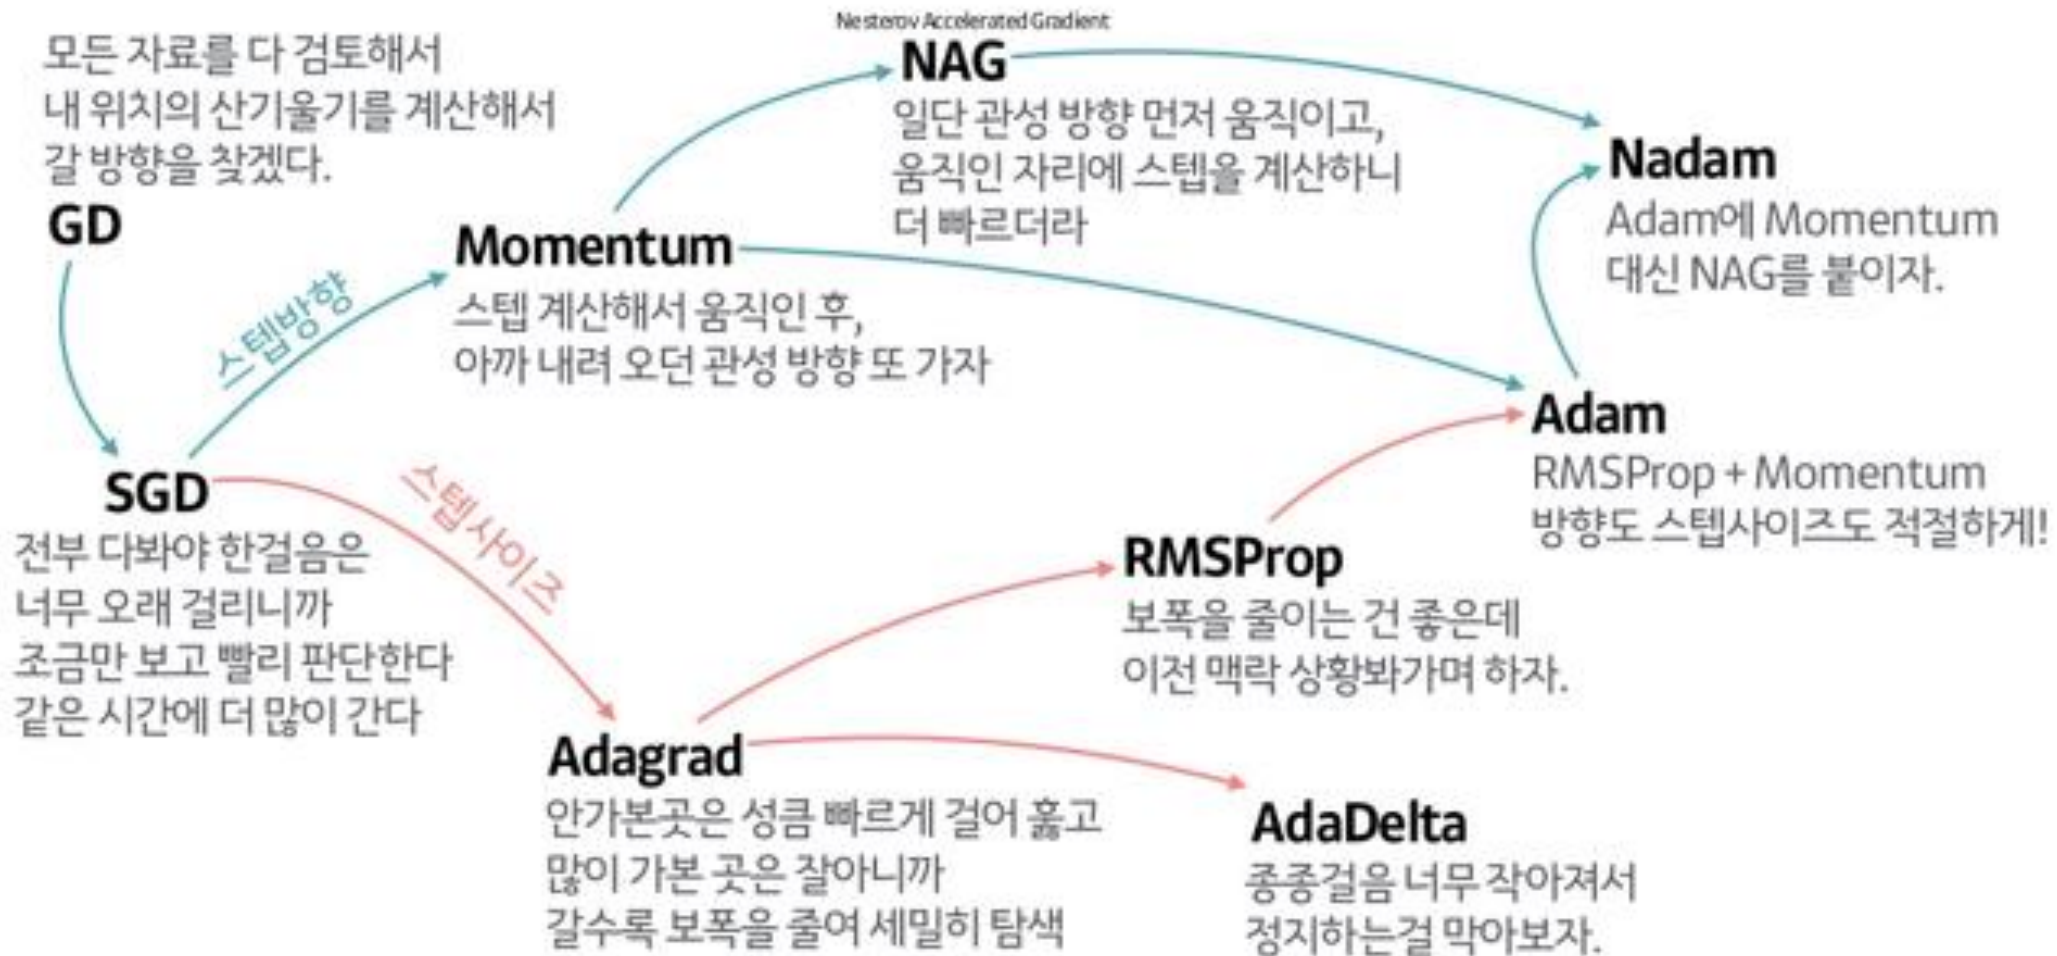 모든 자료를 다 검토해서
내 위치의 산기울기를 계산해서
갈 방향을 찾겠다.
GD
스텝방향
SGD
전부 다봐야 한걸음은
너무 오래 걸리니까
조금만 보고 빨리 판단한다
같은 시간에 더 많이 간다
Momentum
스텝 계산해서 움직인 후,
아까 내려 오던 관성 방향 또 가자
Nesterov Accelerated Gradient
NAG
일단 관성 방향 먼저 움직이고,
움직인 자리에 스텝을 계산하니
더 빠르더라
Nadam
Adam에 Momentum
대신 NAG를 붙이자.
Adam
RMSProp + Momentum
방향도 스텝사이즈도 적절하게!
스텝사이즈
RMSProp
보폭을 줄이는 건 좋은데
이전 맥락 상황봐가며 하자.
Adagrad
안가본곳은 성큼 빠르게 걸어 훓고
많이 가본 곳은 잘아니까
갈수록 보폭을 줄여 세밀히 탐색
AdaDelta
종종걸음 너무 작아져서
정지하는걸 막아보자.